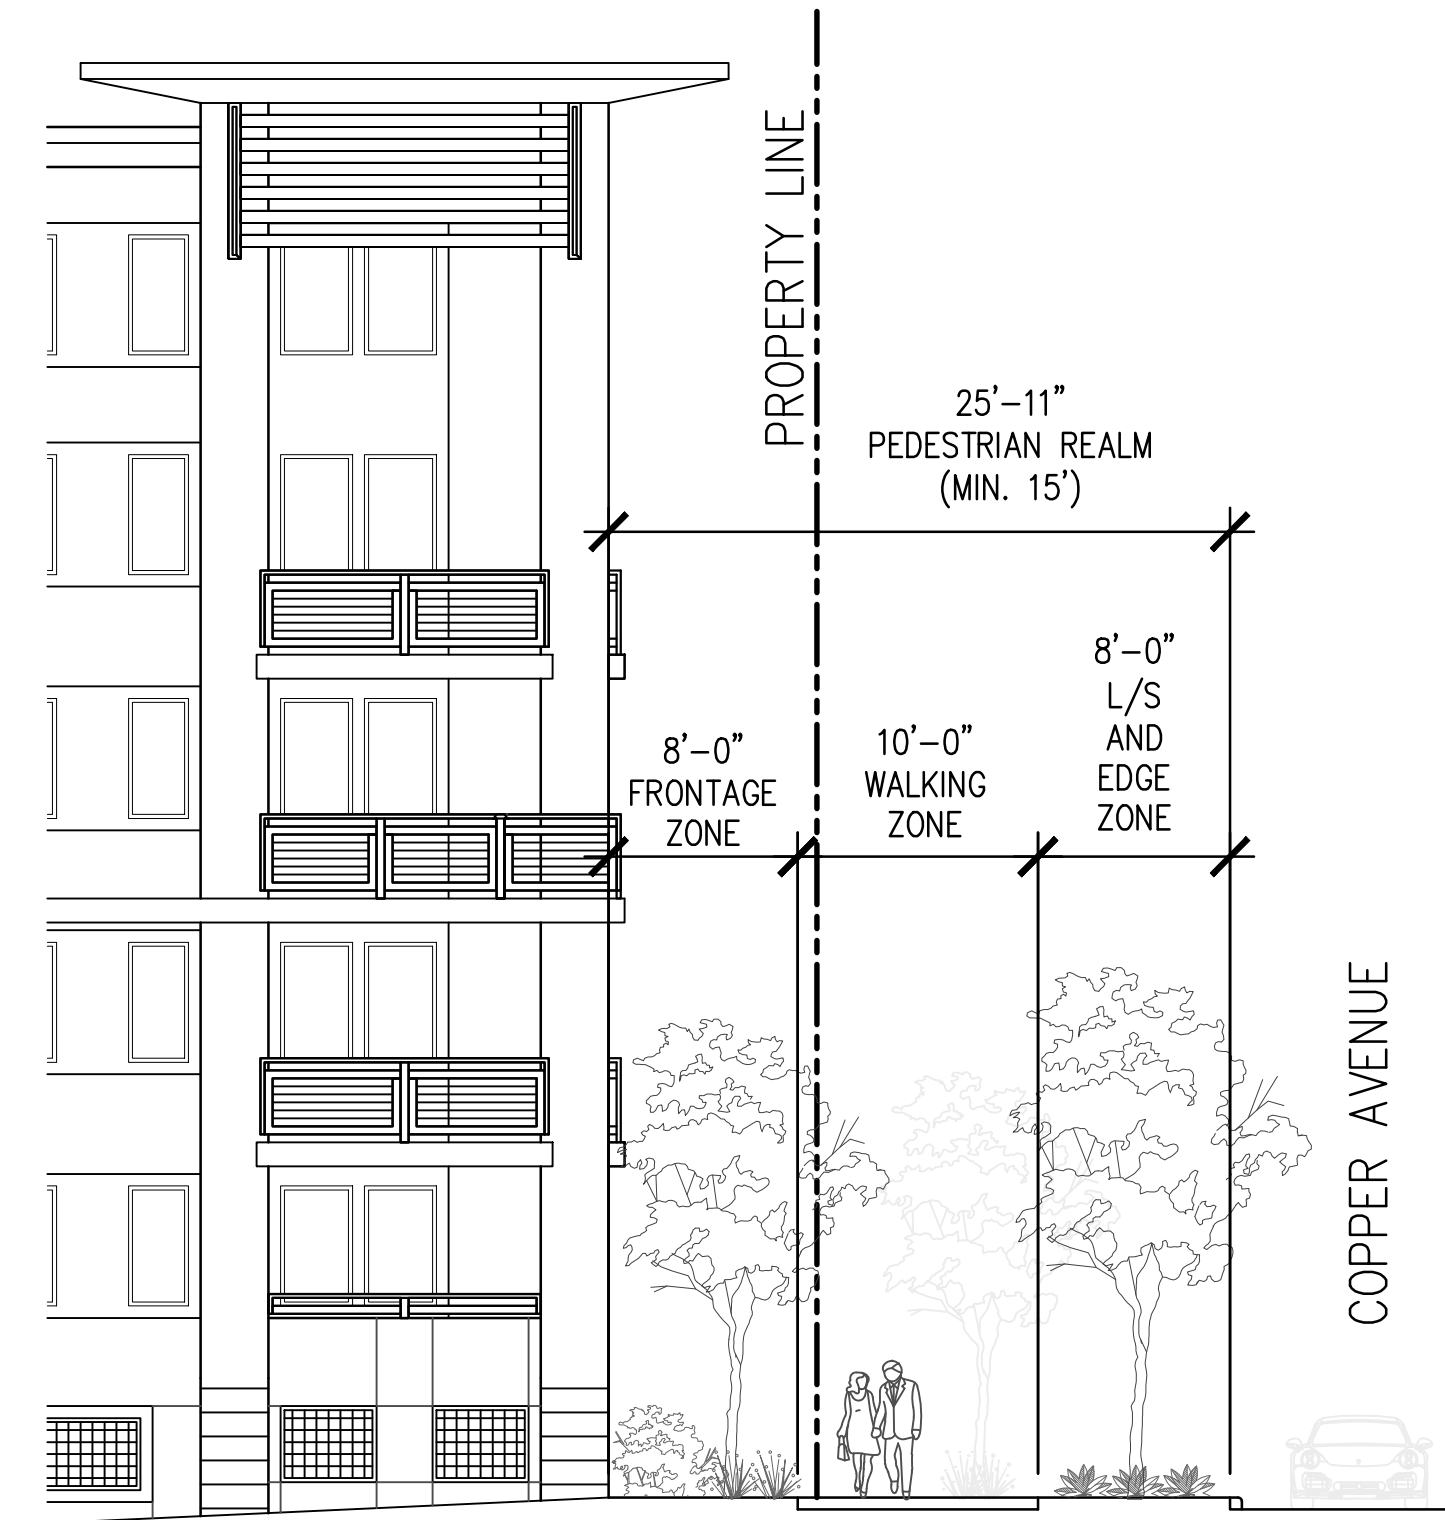 PROPERTY LINE
25'-11"
PEDESTRIAN REALM
(MIN. 15')
8'-0"
FRONTAGE
ZONE
10'-0"
WALKING
ZONE
8'-0"
L/S
AND
EDGE
ZONE
COPPER AVENUE